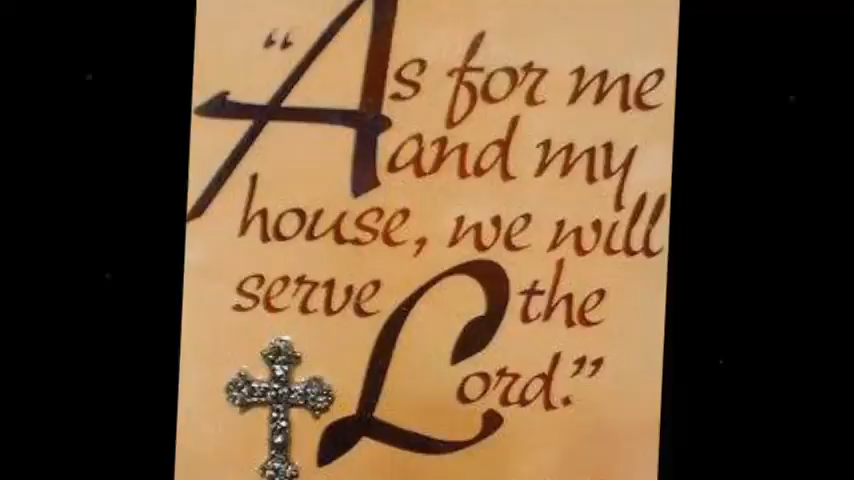 “As for me
and my
house, we will
serve the
Lord.”